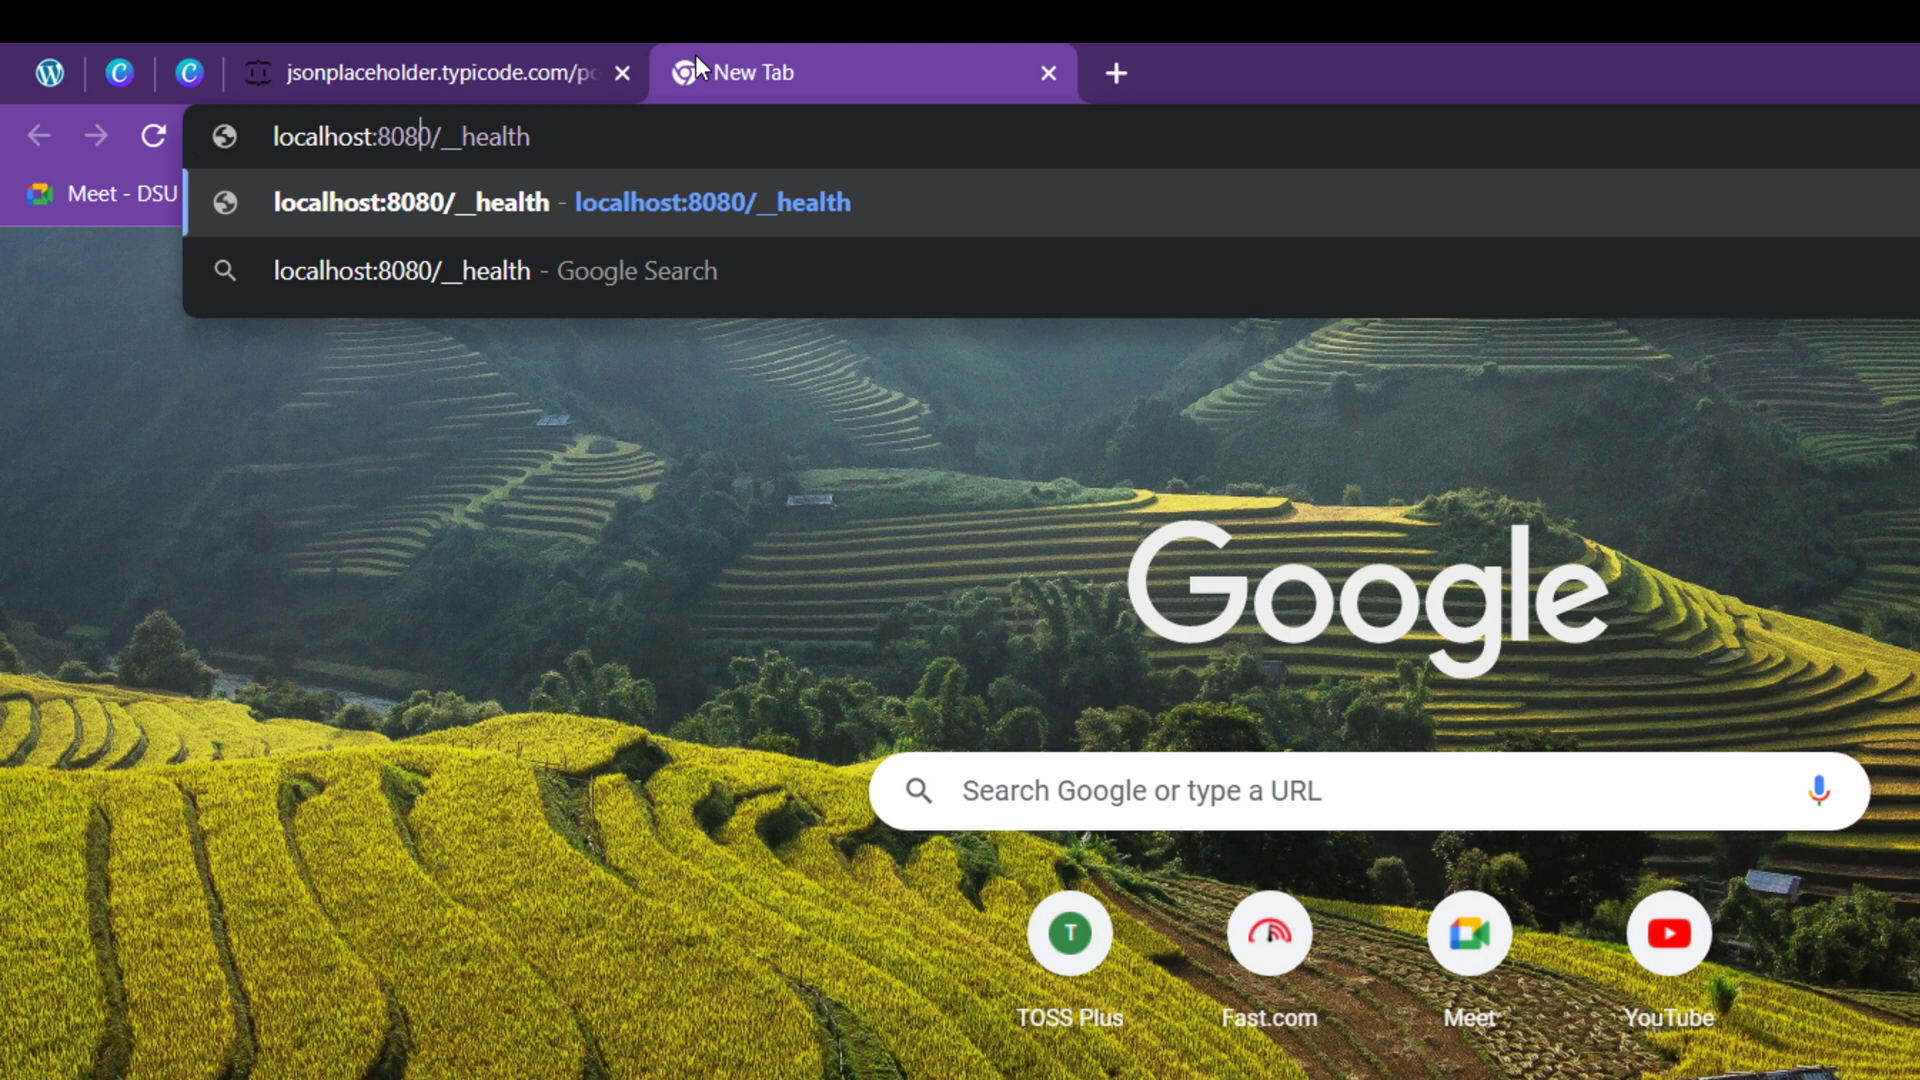 jsonplaceholder.typicode.com/po
New Tab
localhost:8080/__health
Meet - DSU
localhost:8080/__health - localhost:8080/__health
localhost:8080/__health - Google Search
Google
Search Google or type a URL
T
TOSS Plus
Fast.com
Meet
YouTube